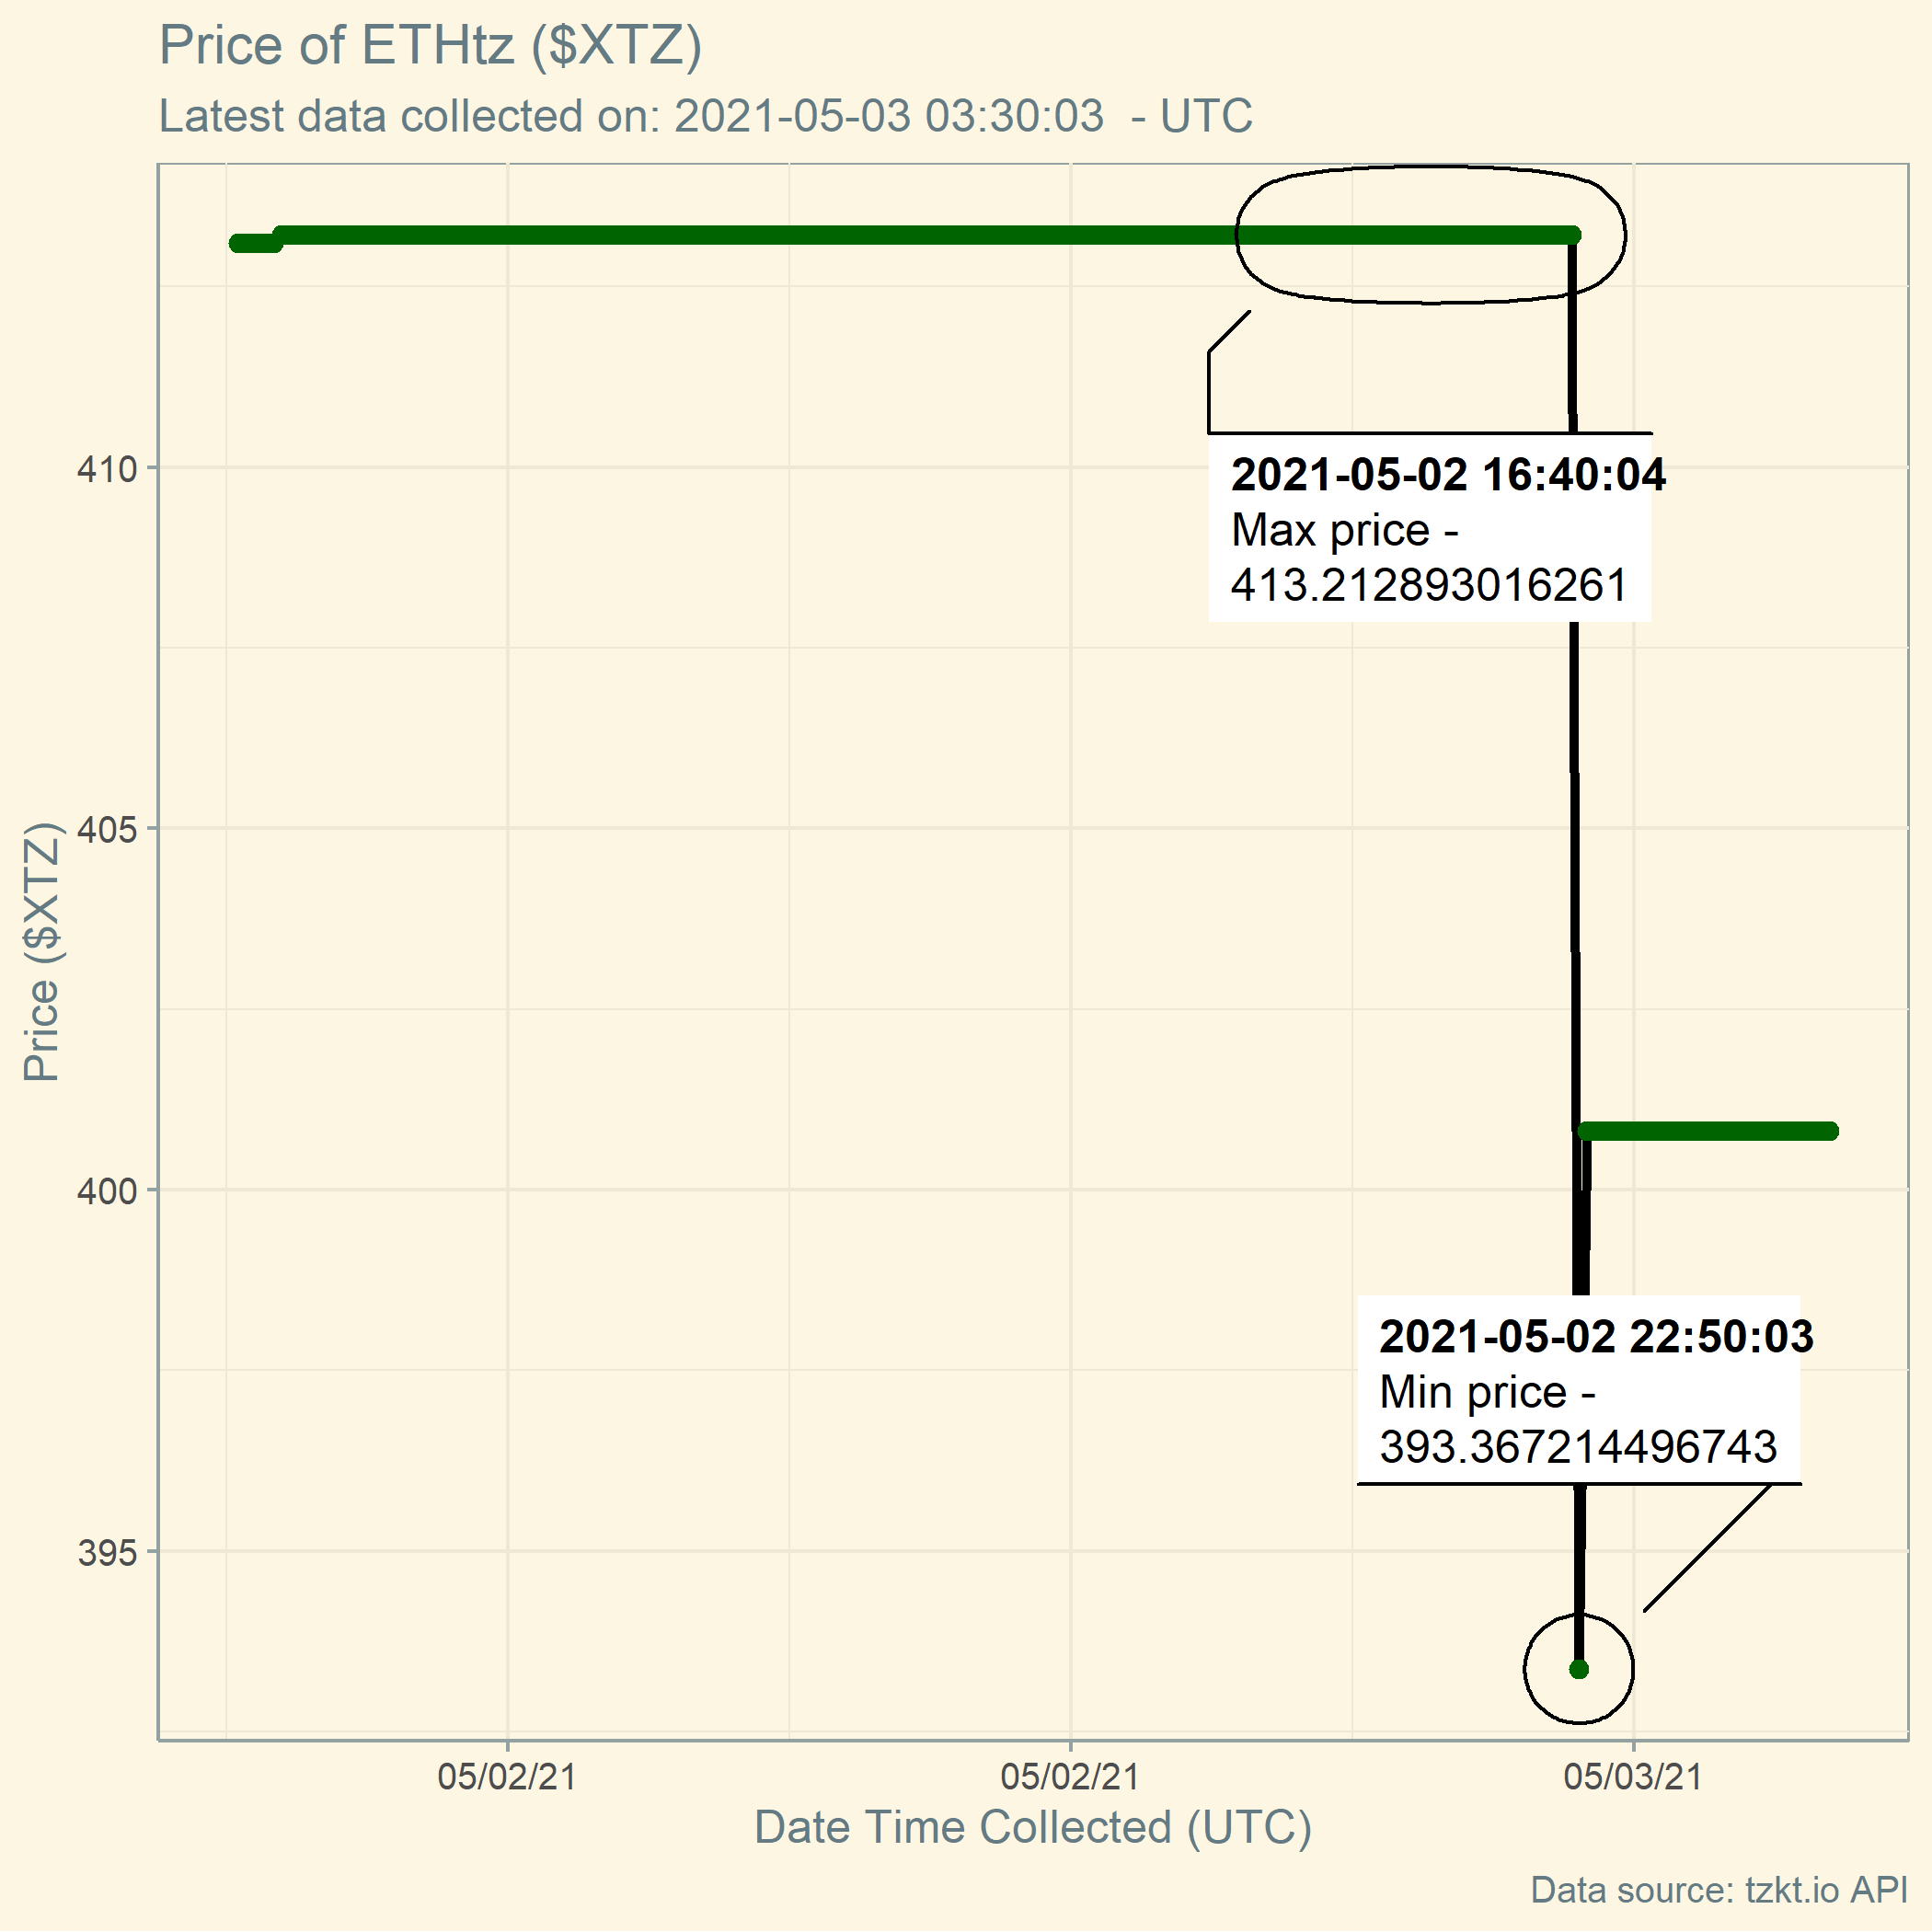 Price of ETHtz ($XTZ)
Latest data collected on: 2021-05-03 03:30:03  - UTC
2021-05-02 16:40:04
Max price -
413.212893016261
2021-05-02 22:50:03
Min price -
393.367214496743
Price ($XTZ)
410
405
400
395
05/02/21 05/02/21 05/03/21
Date Time Collected (UTC)
Data source: tzkt.io API